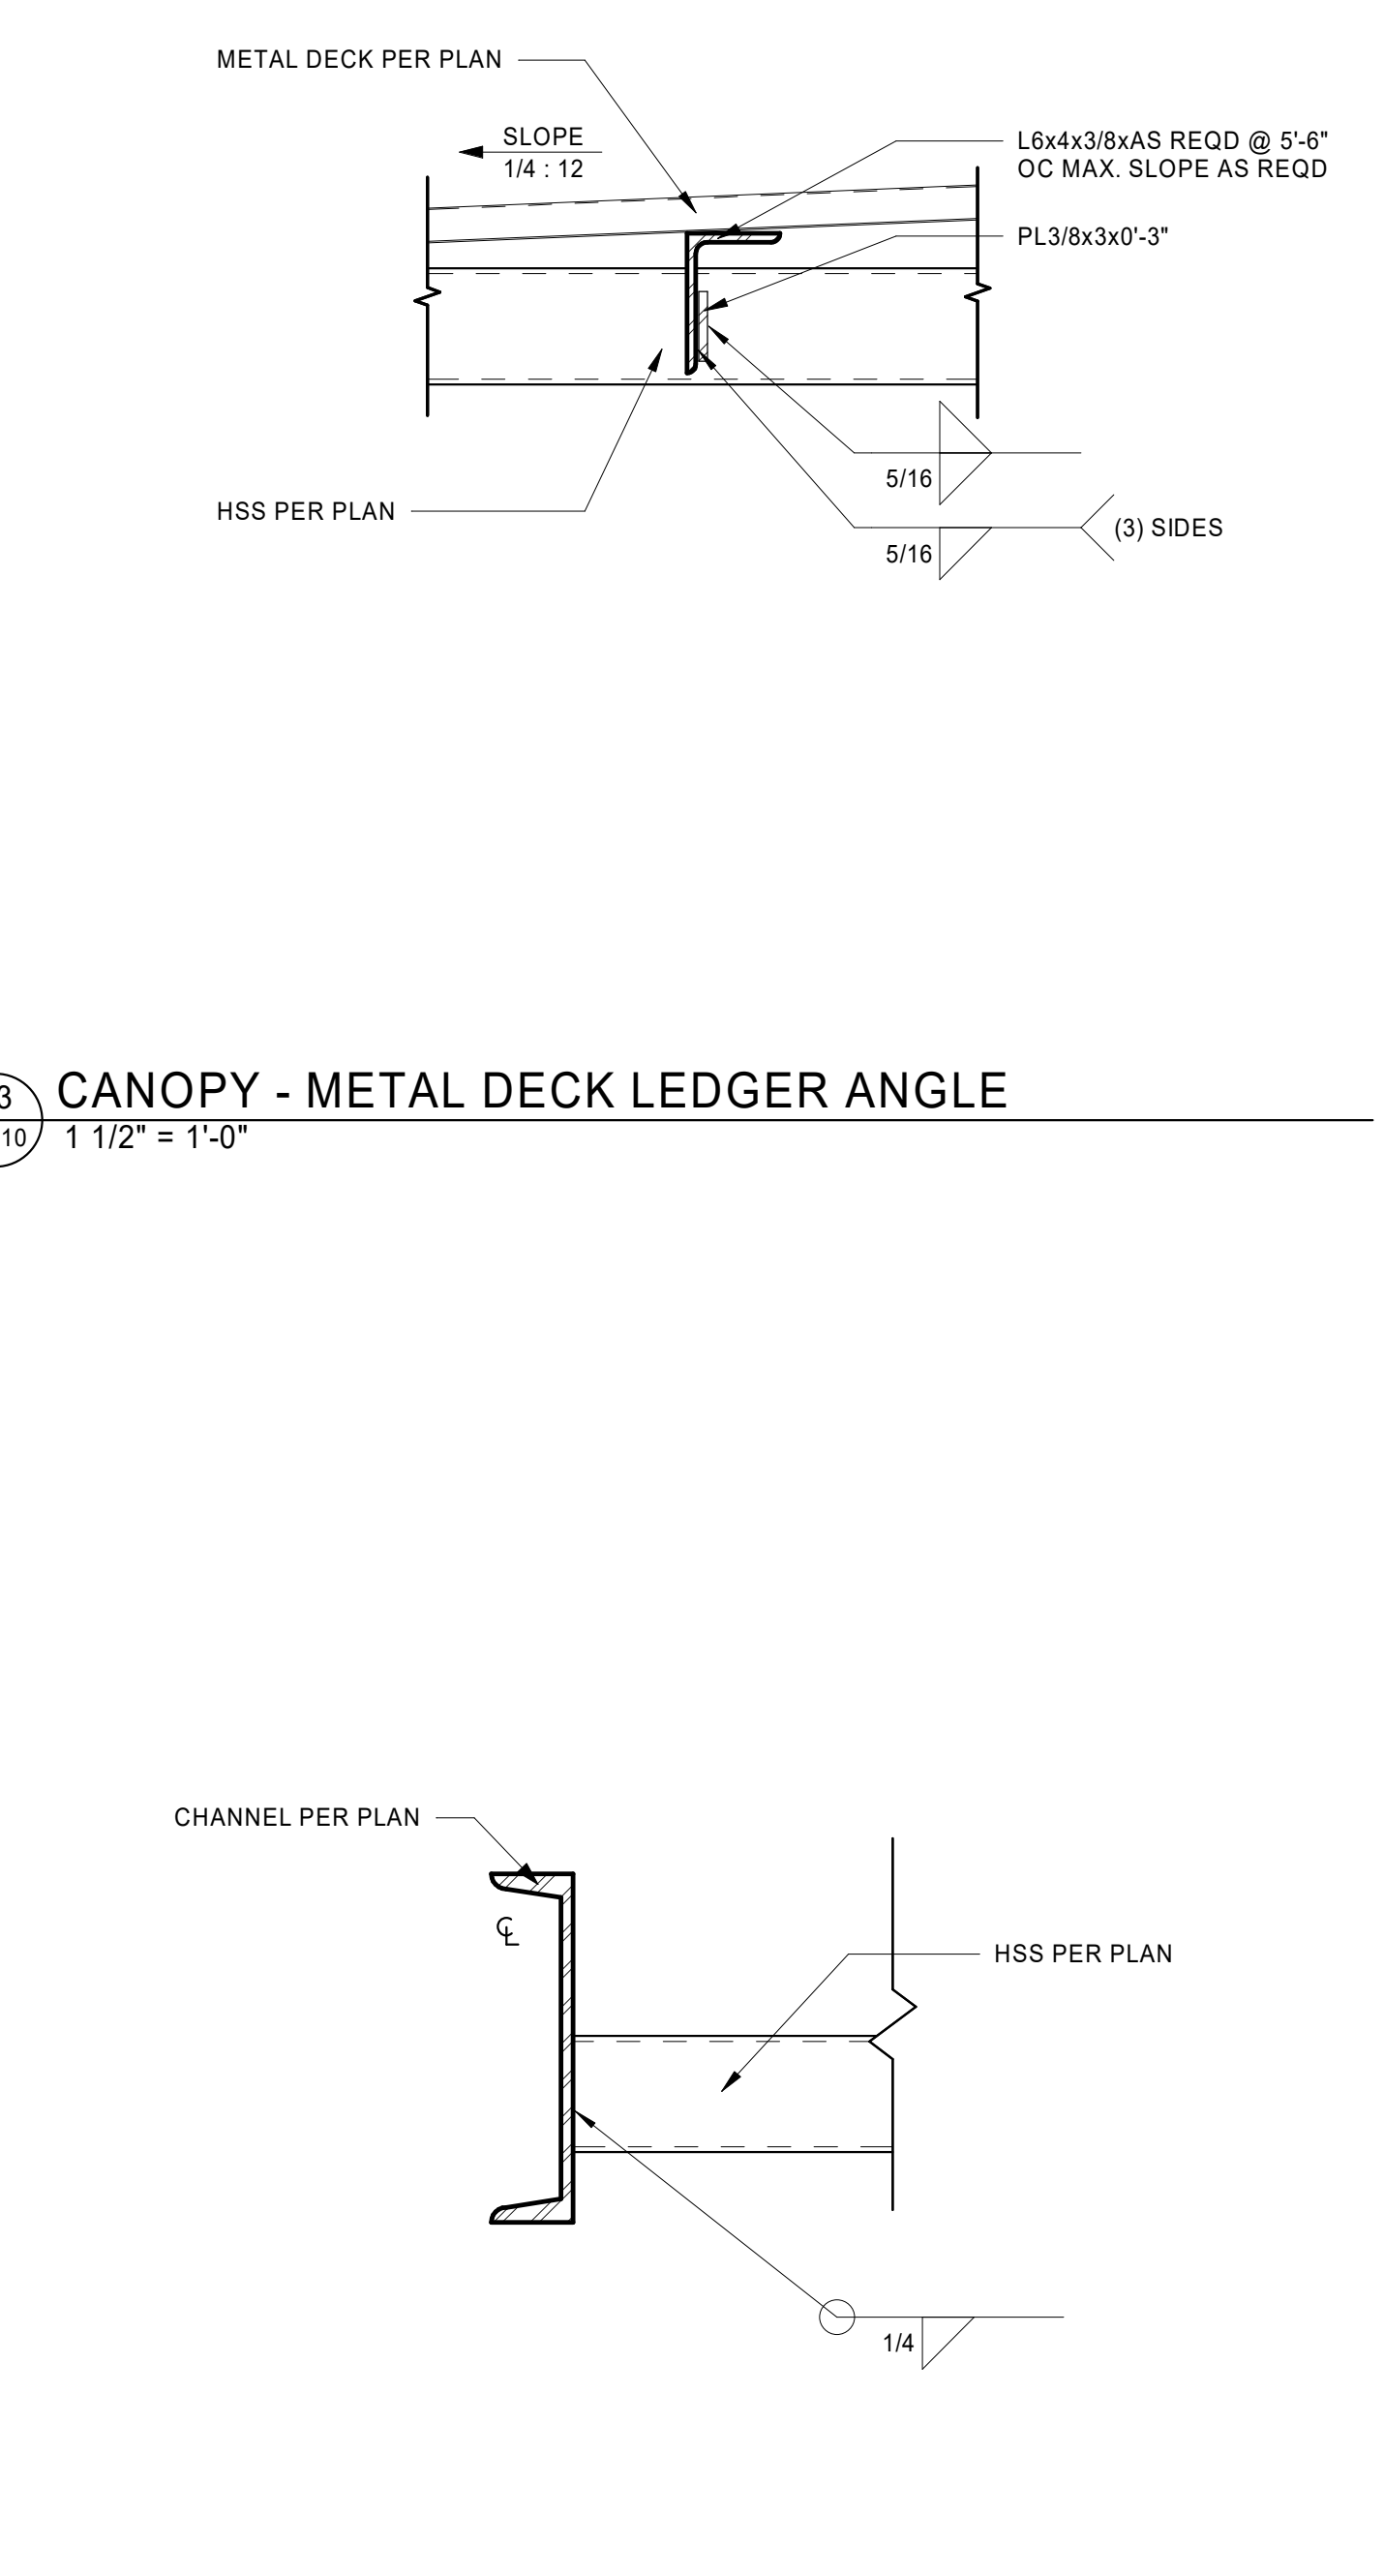 METAL DECK PER PLAN
SLOPE
1/4 : 12
L6x4x3/8xAS REQD @ 5'-6"
OC MAX. SLOPE AS REQD
PL3/8x3x0'-3"
5/16
HSS PER PLAN
(3) SIDES
5/16
3
CANOPY - METAL DECK LEDGER ANGLE
10
1 1/2" = 1'-0"
CHANNEL PER PLAN
℄
HSS PER PLAN
1/4